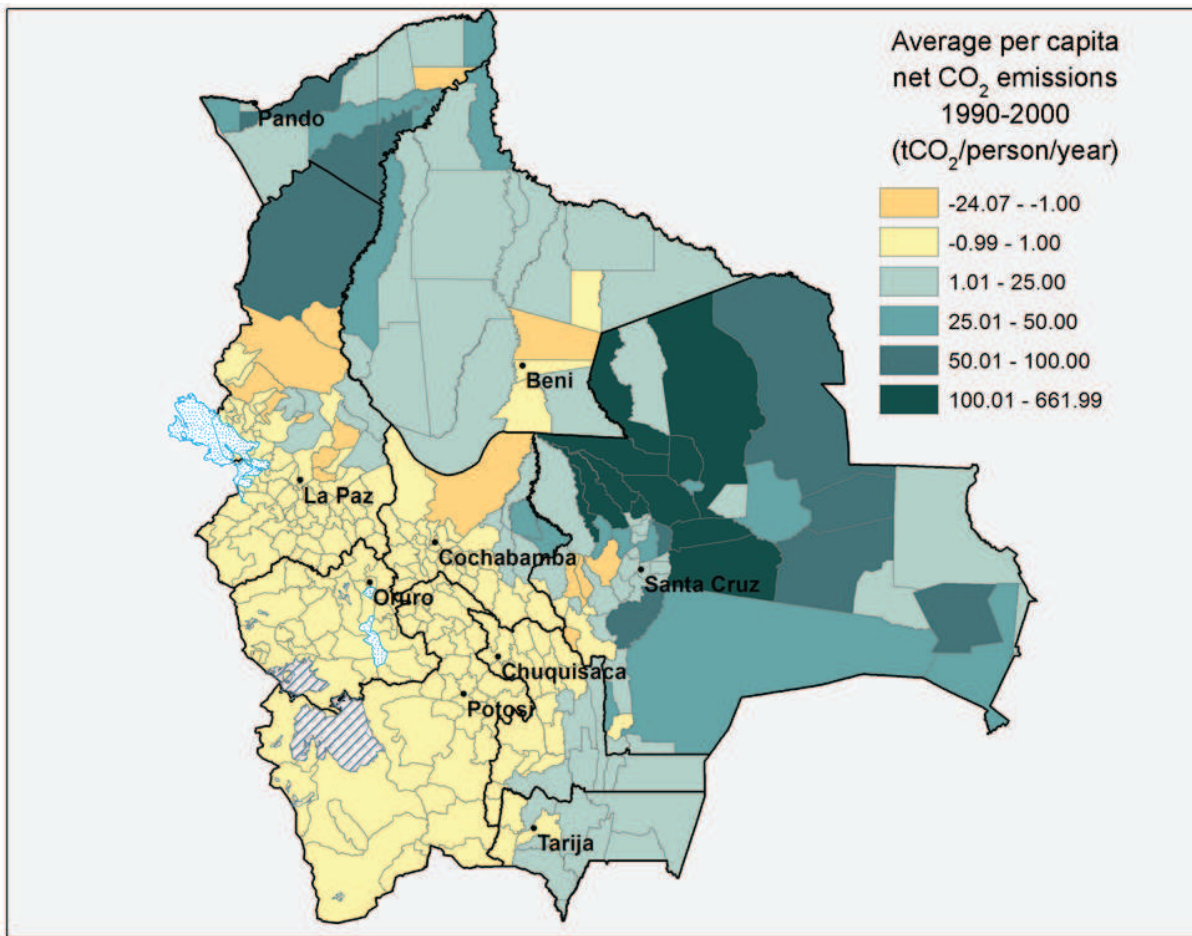 Average per capita
net CO₂ emissions
1990-2000
(tCO₂/person/year)
-24.07 - -1.00
-0.99 - 1.00
1.01 - 25.00
25.01 - 50.00
50.01 - 100.00
100.01 - 661.99
Pando
Beni
La Paz
Cochabamba
Santa Cruz
Oruro
Chuquisaca
Potosi
Tarija